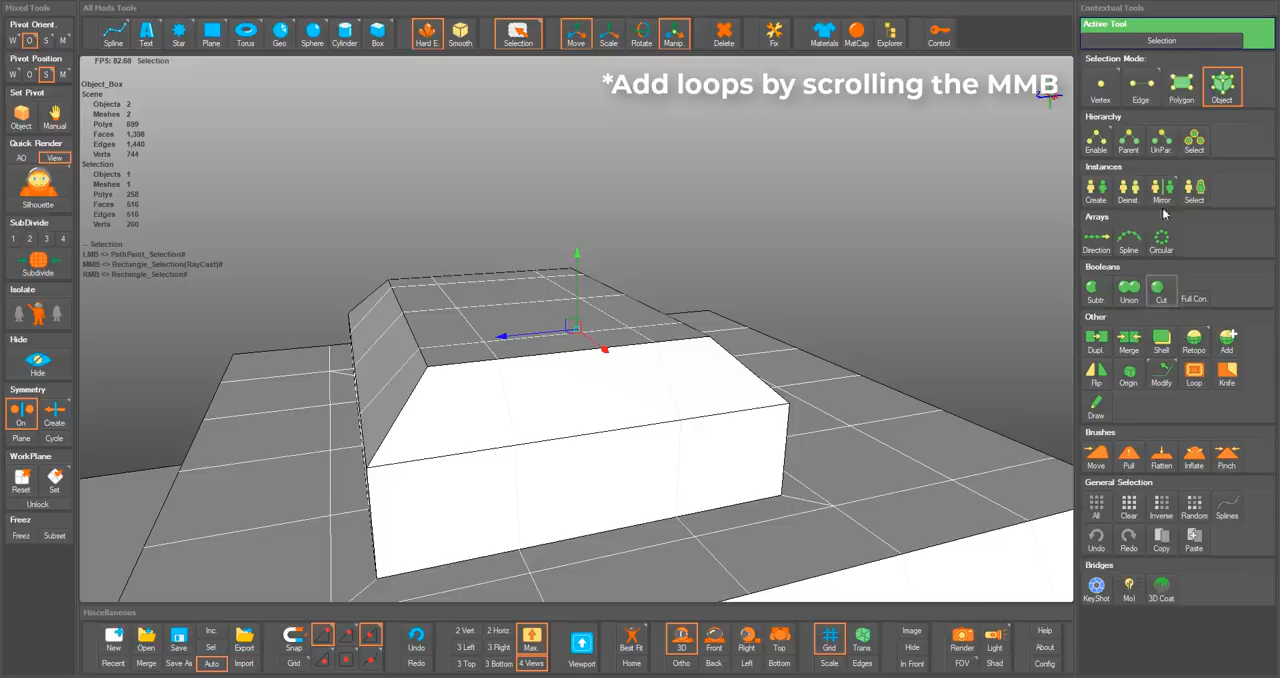 Mixed Tools
All Mods Tools
Contextual Tools
Pivot Orient.
W O S M
Pivot Position
W O S M
Set Pivot
Object Manual
Quick Render
AO View
Silhouette
SubDivide
1 2 3 4
Subdivide
Isolate
Hide
Hide
Symmetry
On Create
Plane Cycle
WorkPlane
Reset Set
Unlock
Freez
Freez Subset
Spline Text Star Plane Torus Geo Sphere Cylinder Box Hard E. Smooth Selection Move Scale Rotate Manip. Delete Fix Materials MatCap Explorer Control
FPS: 82.68 Selection
*Add loops by scrolling the MMB
Object_Box
Scene
Objects 2
Meshes 2
Polys 699
Faces 1,398
Edges 1,440
Verts 744
Selection
Objects 1
Meshes 1
Polys 258
Faces 516
Edges 516
Verts 260
-- Selection
LMB <> PathPaint_Selection#
MMB <> Rectangle_Selection(RayCast)#
RMB <> Rectangle_Selection#
Active Tool
Selection
Selection Mode:
Vertex Edge Polygon Object
Hierarchy
Enable Parent UnPar. Select
Instances
Create Deinst. Mirror Select
Arrays
Direction Spline Circular
Booleans
Subtr. Union Cut Full Con.
Other
Dupl. Merge Shell Retopo Add
Flip Origin Modify Loop Knife
Draw
Brushes
Move Pull Flatten Inflate Pinch
General Selection
All Clear Inverse Random Splines
Undo Redo Copy Paste
Bridges
KeyShot MoI 3D Coat
Miscellaneous
New Open Save Inc. Sel. Export Snap Undo 2 Vert. 2 Horiz. 3 Left 3 Right Max. Viewport Best Fit 3D Front Right Top Grid Trans. Image Hide Render Light Help About
Recent Merge Save As Auto Import Grid Redo 3 Top 3 Bottom 4 Views Home Ortho Back Left Bottom Scale Edges In Front FOV Shad Config